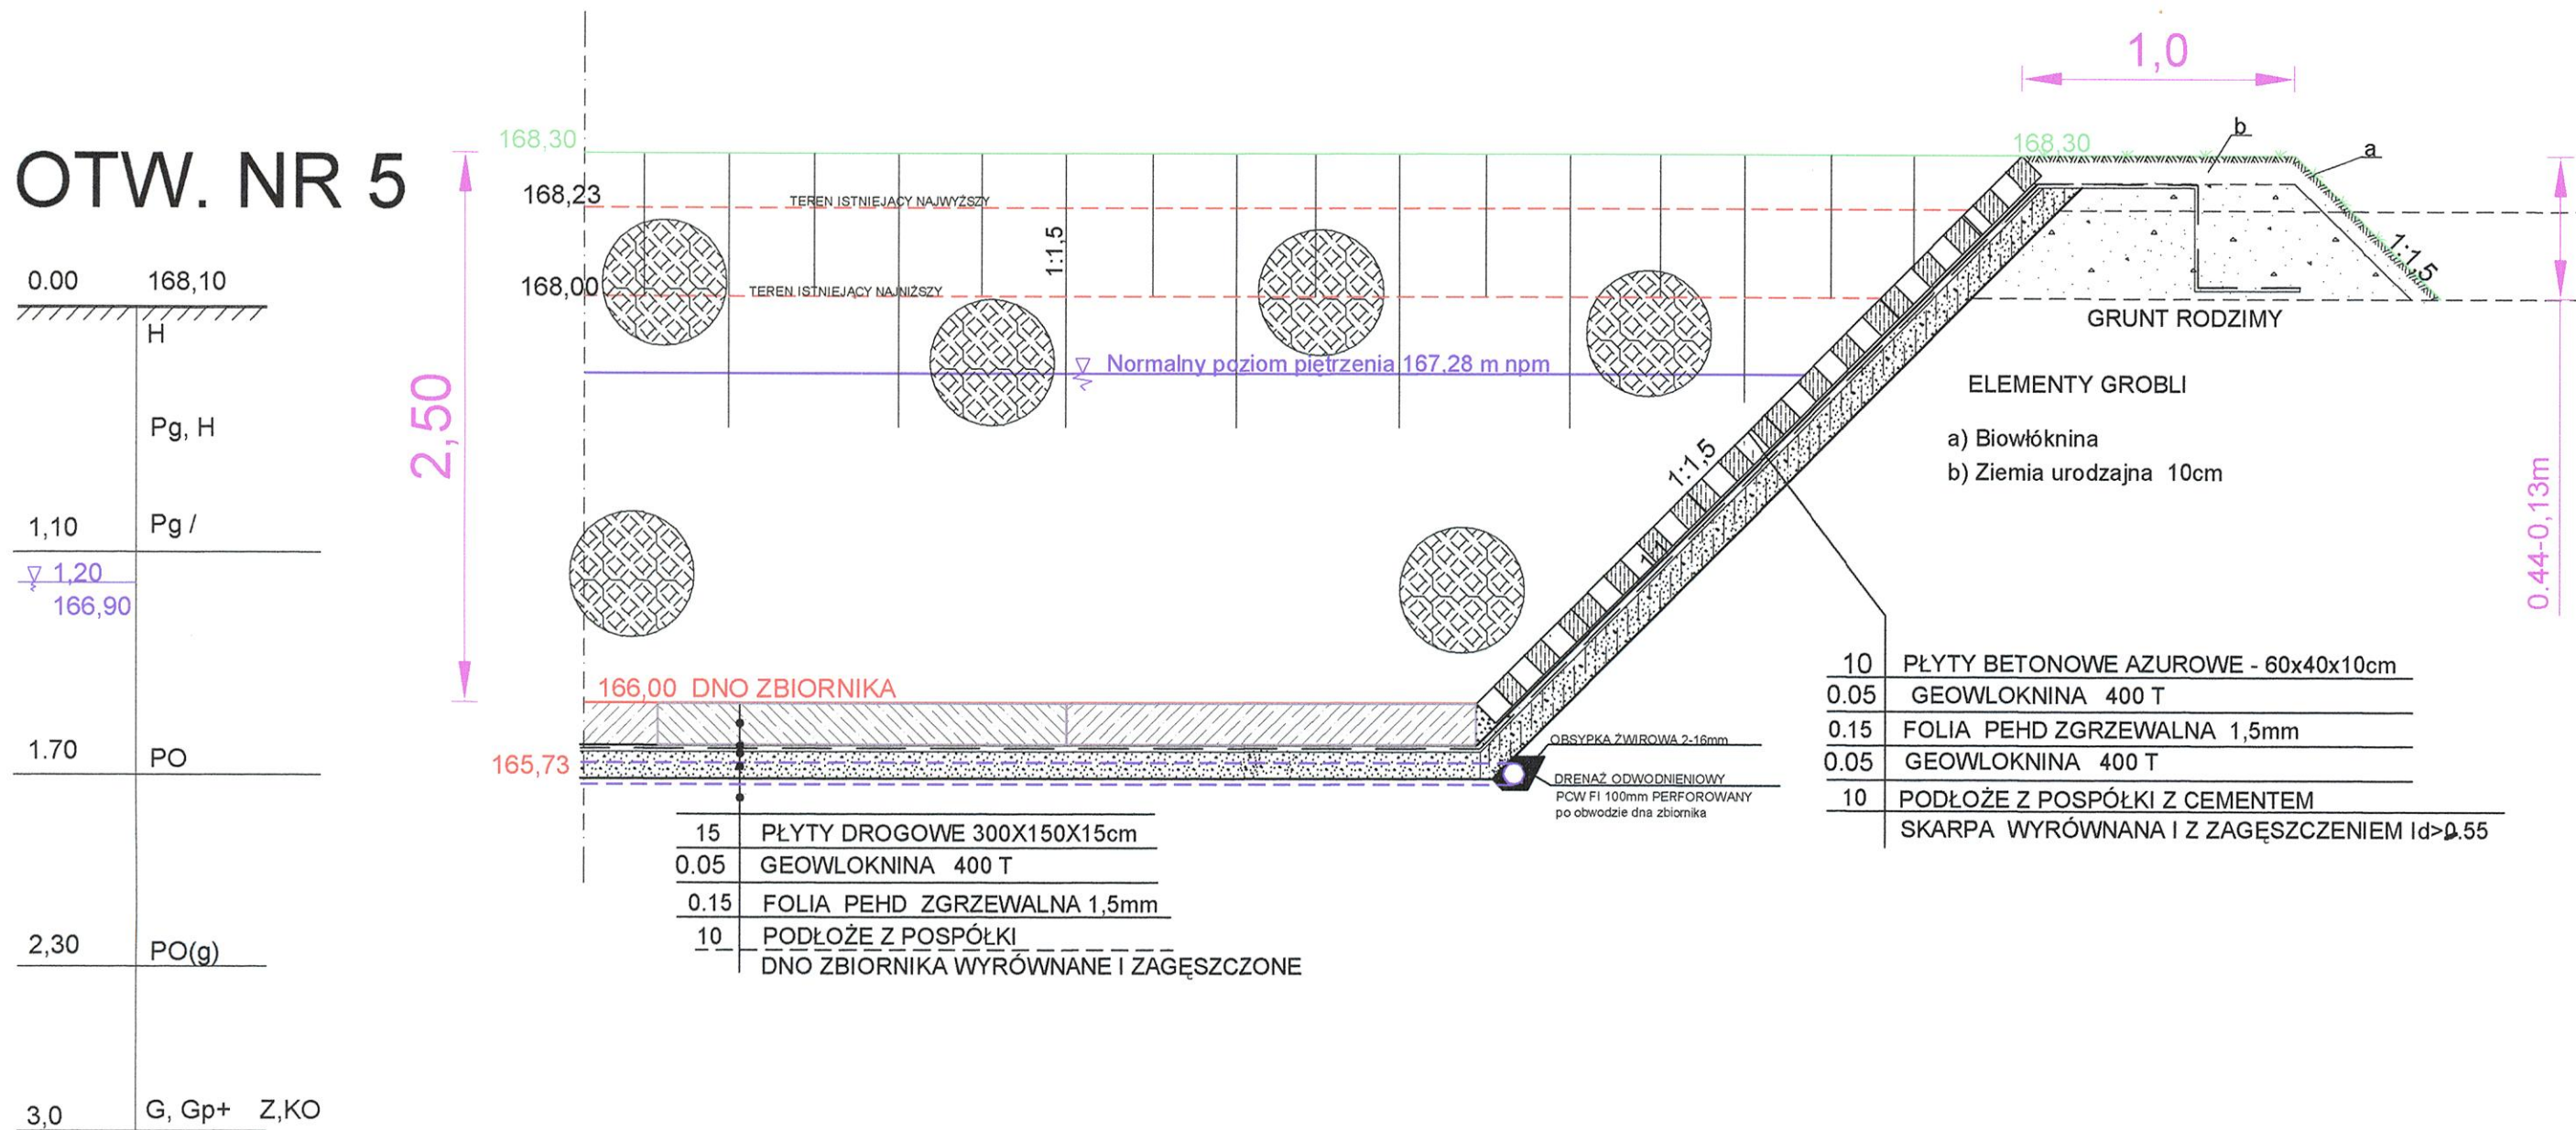 OTW. NR 5
0.00 168,10
H
Pg, H
1,10 Pg /
1,20
166,90
1.70 PO
2,30 PO(g)
3,0 G, Gp+ Z,KO
2,50
168,30
168,23
TEREN ISTNIEJĄCY NAJWYŻSZY
1:1,5
168,00
TEREN ISTNIEJĄCY NAJNIŻSZY
Normalny poziom piętrzenia 167,28 m npm
166,00 DNO ZBIORNIKA
165,73
15 PŁYTY DROGOWE 300X150X15cm
0.05 GEOWLOKNINA 400 T
0.15 FOLIA PEHD ZGRZEWALNA 1,5mm
10 PODŁOŻE Z POSPÓŁKI
DNO ZBIORNIKA WYRÓWNANE I ZAGĘSZCZONE
1:1,5
OBSYPKA ŻWIROWA 2-16mm
DRENAŻ ODWODNIENIOWY
PCW FI 100mm PERFOROWANY
po obwodzie dna zbiornika
1,0
168,30
b
a
1:1,5
GRUNT RODZIMY
ELEMENTY GROBLI
a) Biowłóknina
b) Ziemia urodzajna 10cm
0.44-0,13m
10 PŁYTY BETONOWE AZUROWE - 60x40x10cm
0.05 GEOWLOKNINA 400 T
0.15 FOLIA PEHD ZGRZEWALNA 1,5mm
0.05 GEOWLOKNINA 400 T
10 PODŁOŻE Z POSPÓŁKI Z CEMENTEM
SKARPA WYRÓWNANA I Z ZAGĘSZCZENIEM Id>0.55